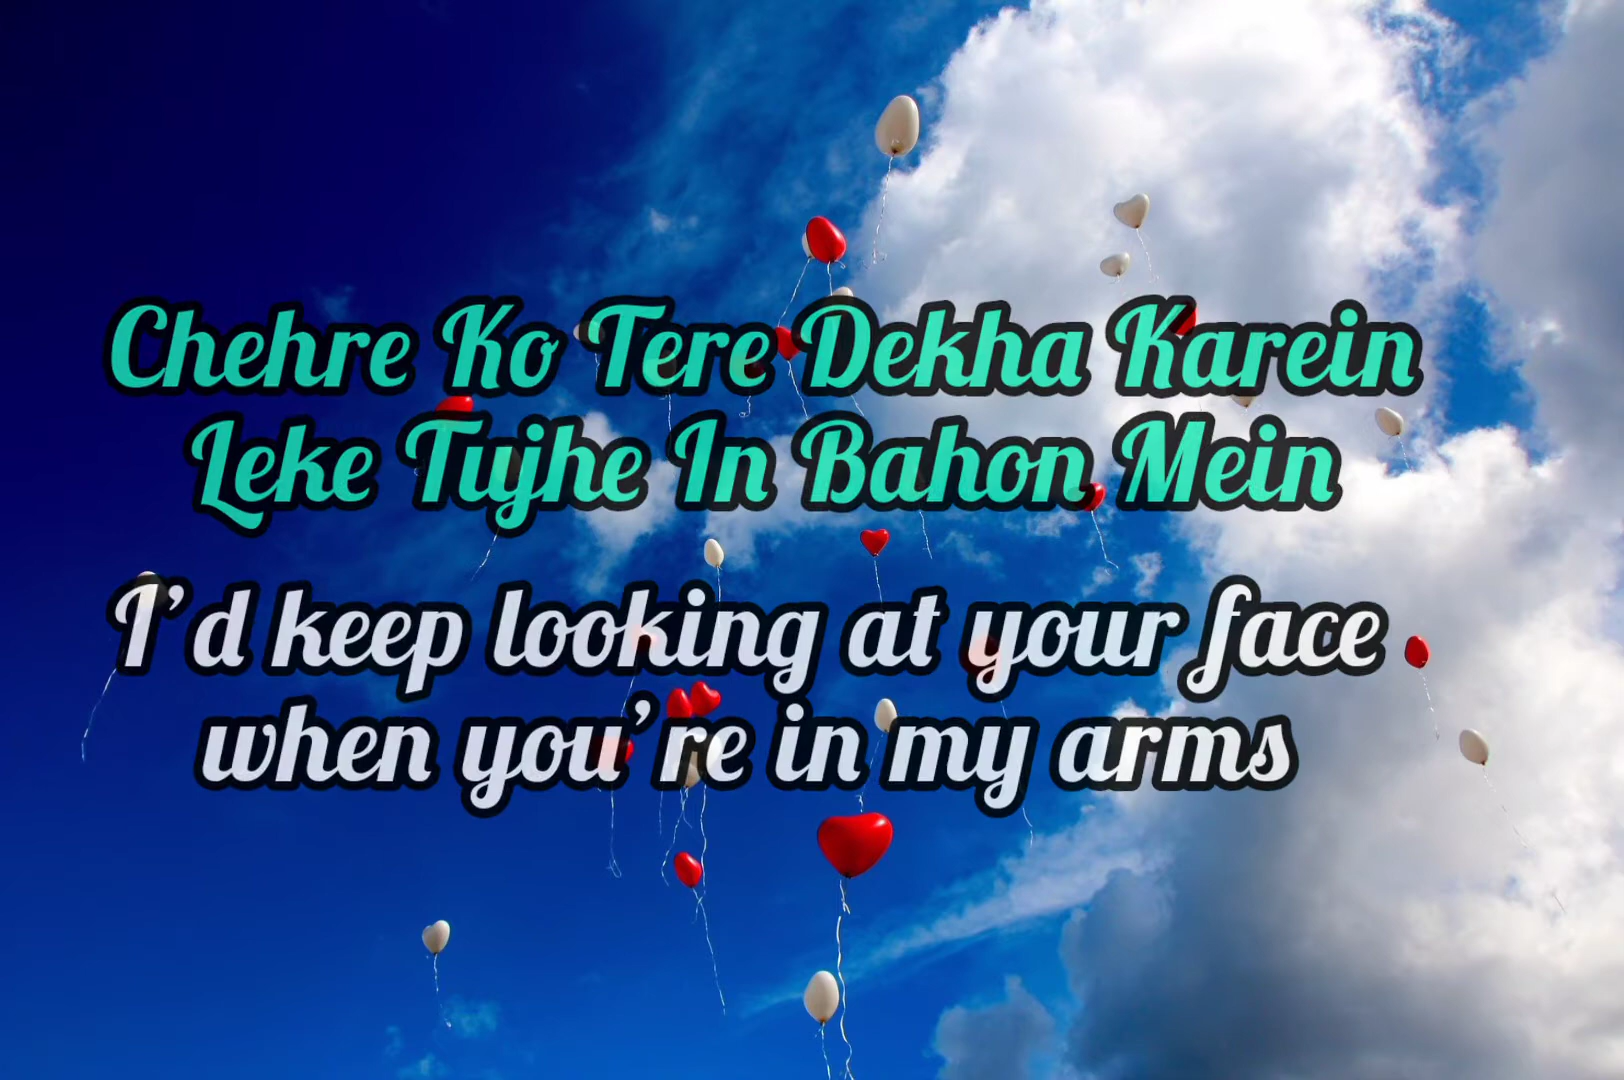 Chehre Ko Tere Dekha Karein
Leke Tujhe In Bahon Mein
I'd keep looking at your face
when you're in my arms